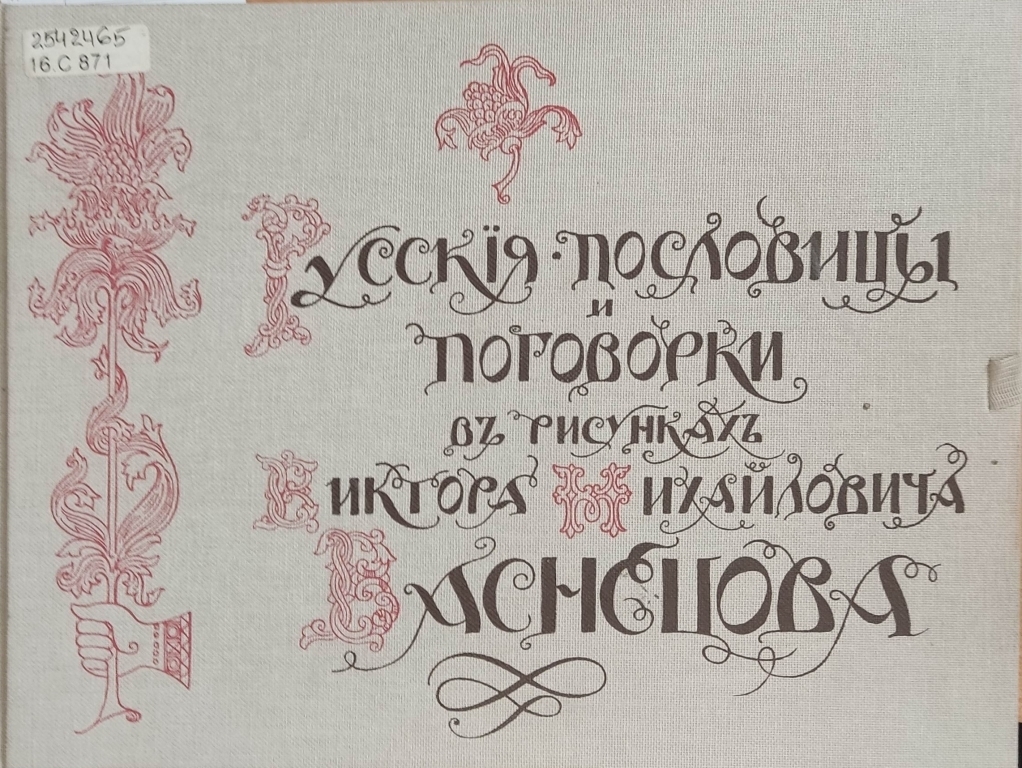 2542465
16.С 871
Русскія · пословицы
и
поговорки
въ рисункахъ
Виктора Михайловича
Васнецова